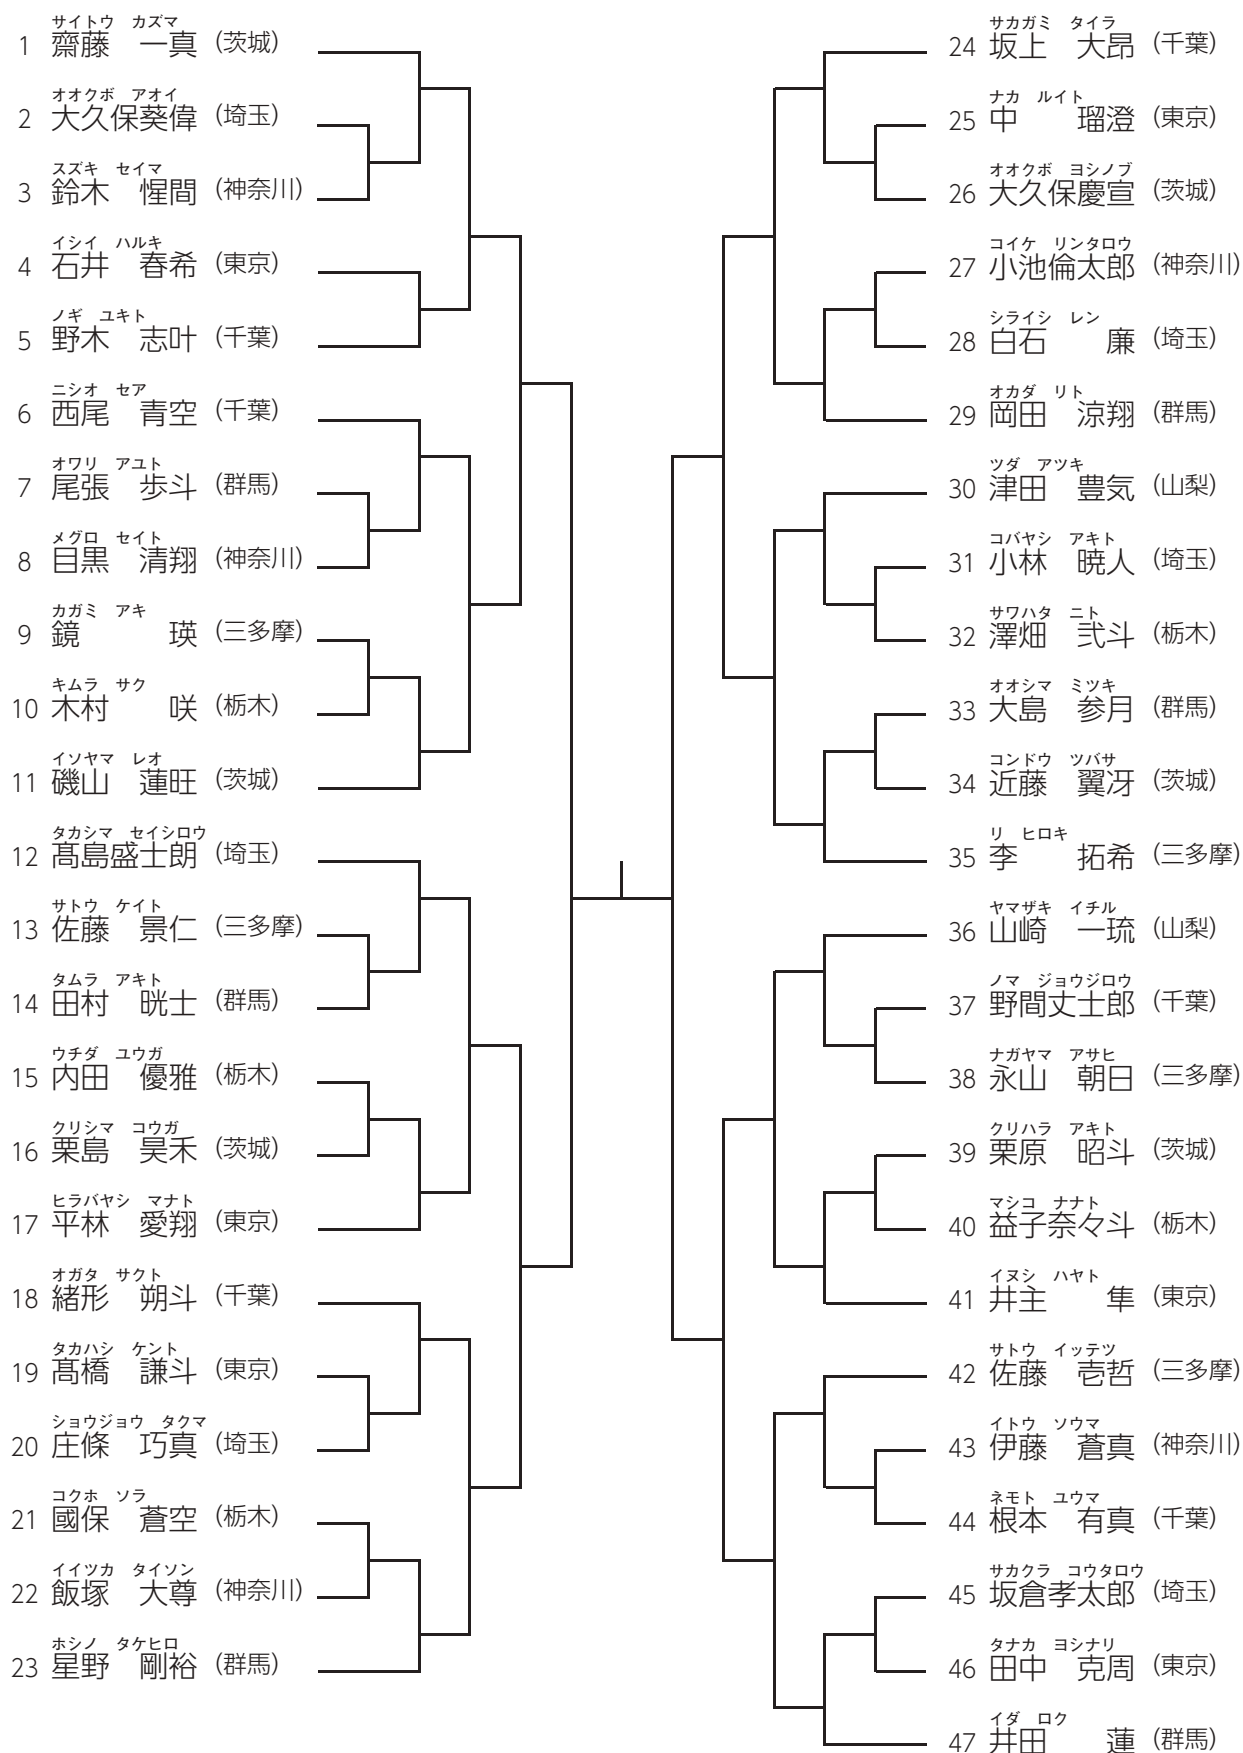 サイトウ カズマ
1 齋藤 一真 (茨城)
オオクボ アオイ
2 大久保葵偉 (埼玉)
スズキ セイマ
3 鈴木 惺間 (神奈川)
イシイ ハルキ
4 石井 春希 (東京)
ノギ ユキト
5 野木 志叶 (千葉)
ニシオ セア
6 西尾 青空 (千葉)
オワリ アユト
7 尾張 歩斗 (群馬)
メグロ セイト
8 目黒 清翔 (神奈川)
カガミ アキ
9 鏡 瑛 (三多摩)
キムラ サク
10 木村 咲 (栃木)
イソヤマ レオ
11 磯山 蓮旺 (茨城)
タカシマ セイシロウ
12 髙島盛士朗 (埼玉)
サトウ ケイト
13 佐藤 景仁 (三多摩)
タムラ アキト
14 田村 晄士 (群馬)
ウチダ ユウガ
15 内田 優雅 (栃木)
クリシマ コウガ
16 栗島 昊禾 (茨城)
ヒラバヤシ マナト
17 平林 愛翔 (東京)
オガタ サクト
18 緒形 朔斗 (千葉)
タカハシ ケント
19 髙橋 謙斗 (東京)
ショウジョウ タクマ
20 庄條 巧真 (埼玉)
コクホ ソラ
21 國保 蒼空 (栃木)
イイツカ タイソン
22 飯塚 大尊 (神奈川)
ホシノ タケヒロ
23 星野 剛裕 (群馬)
サカガミ タイラ
24 坂上 大昂 (千葉)
ナカ ルイト
25 中 瑠澄 (東京)
オオクボ ヨシノブ
26 大久保慶宣 (茨城)
コイケ リンタロウ
27 小池倫太郎 (神奈川)
シライシ レン
28 白石 廉 (埼玉)
オカダ リト
29 岡田 涼翔 (群馬)
ツダ アツキ
30 津田 豊気 (山梨)
コバヤシ アキト
31 小林 暁人 (埼玉)
サワハタ ニト
32 澤畑 弐斗 (栃木)
オオシマ ミツキ
33 大島 参月 (群馬)
コンドウ ツバサ
34 近藤 翼冴 (茨城)
リ ヒロキ
35 李 拓希 (三多摩)
ヤマザキ イチル
36 山崎 一琉 (山梨)
ノマ ジョウジロウ
37 野間丈士郎 (千葉)
ナガヤマ アサヒ
38 永山 朝日 (三多摩)
クリハラ アキト
39 栗原 昭斗 (茨城)
マシコ ナナト
40 益子奈々斗 (栃木)
イヌシ ハヤト
41 井主 隼 (東京)
サトウ イッテツ
42 佐藤 壱哲 (三多摩)
イトウ ソウマ
43 伊藤 蒼真 (神奈川)
ネモト ユウマ
44 根本 有真 (千葉)
サカクラ コウタロウ
45 坂倉孝太郎 (埼玉)
タナカ ヨシナリ
46 田中 克周 (東京)
イダ ロク
47 井田 蓮 (群馬)